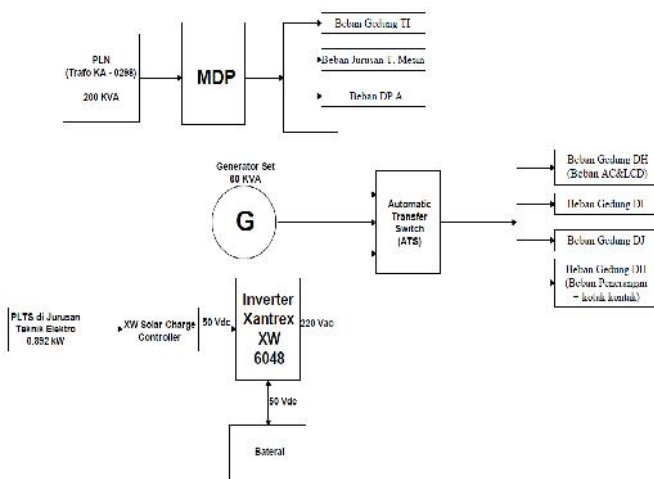 PLN
(Trafo KA - 0298)
200 KVA
MDP
Beban Gedung TI
Beban Jurusan T. Mesin
Beban DP A
Generator Set
60 KVA
G
Automatic
Transfer
Switch
(ATS)
Beban Gedung DH
(Beban AC&LCD)
Beban Gedung DI
Beban Gedung DJ
Beban Gedung DH
(Beban Penerangan
+ kotak kontak)
PLTS di Jurusan
Teknik Elektro
0.892 kW
XW Solar Charge
Controller
50 Vdc
Inverter
Xantrex
XW
6048
220 Vac
50 Vdc
Baterai